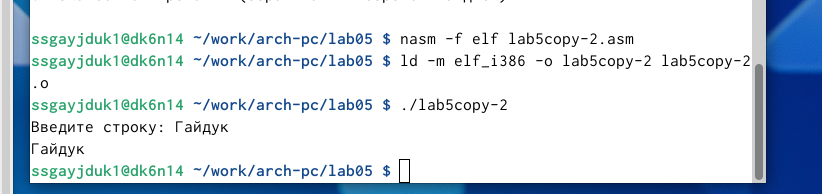 ssgayjduk1@dk6n14 ~/work/arch-pc/lab05 $ nasm -f elf lab5copy-2.asm
ssgayjduk1@dk6n14 ~/work/arch-pc/lab05 $ ld -m elf_i386 -o lab5copy-2 lab5copy-2
.o
ssgayjduk1@dk6n14 ~/work/arch-pc/lab05 $ ./lab5copy-2
Введите строку: Гайдук
Гайдук
ssgayjduk1@dk6n14 ~/work/arch-pc/lab05 $